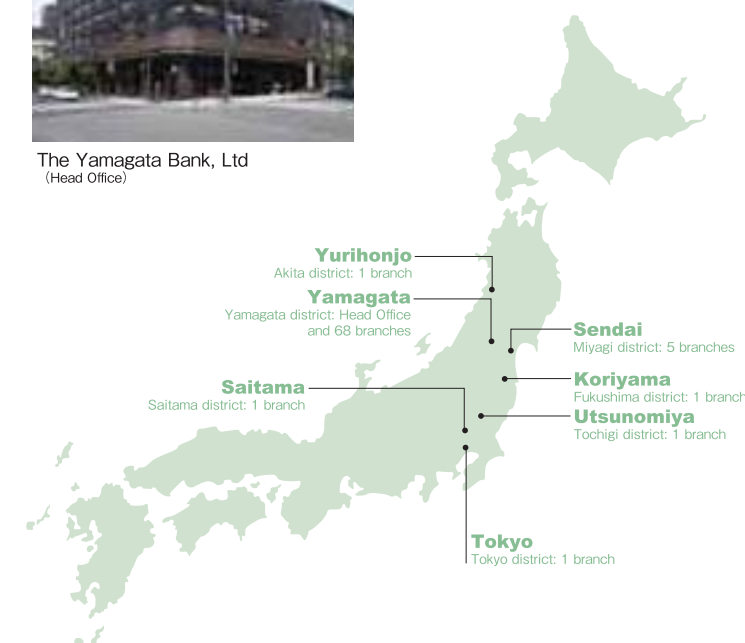 The Yamagata Bank, Ltd
（Head Office）
Yurihonjo
Akita district: 1 branch
Yamagata
Yamagata district: Head Office
and 68 branches
Sendai
Miyagi district: 5 branches
Koriyama
Fukushima district: 1 branch
Saitama
Saitama district: 1 branch
Utsunomiya
Tochigi district: 1 branch
Tokyo
Tokyo district: 1 branch